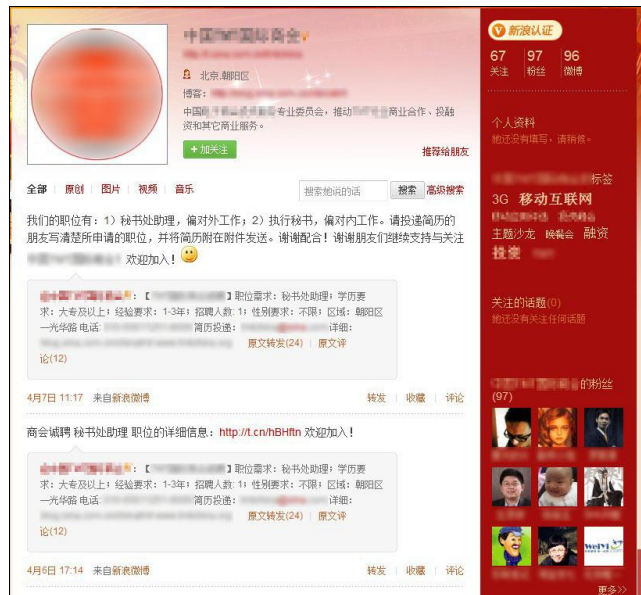 中国 国际商会
北京,朝阳区
博客:
中国 专业委员会，推动 商业合作、投融
资和其它商业服务。
+加关注
推荐给朋友
全部 原创 图片 视频 音乐
搜索她说的话 搜索 高级搜索
我们的职位有：1）秘书处助理，偏对外工作；2）执行秘书，偏对内工作。请投递简历的
朋友写清楚所申请的职位，并将简历附在附件发送。谢谢配合！谢谢朋友们继续支持与关注
欢迎加入！
：【 】职位需求：秘书处助理；学历要
求：大专及以上；经验要求：1-3年；招聘人数：1；性别要求：不限；区域：朝阳区
—光华路 电话: 简历投递： 详细：
原文转发(24) 原文评
论(12)
4月7日 11:17 来自新浪微博 转发 收藏 评论
商会诚聘 秘书处助理 职位的详细信息：http://t.cn/hBHftn 欢迎加入！
：【 】职位需求：秘书处助理；学历要
求：大专及以上；经验要求：1-3年；招聘人数：1；性别要求：不限；区域：朝阳区
—光华路 电话: 简历投递： 详细：
原文转发(24) 原文评
论(12)
4月6日 17:14 来自新浪微博 转发 收藏 评论
新浪认证
67 97 96
关注 粉丝 微博
个人资料
她还没有填写，请稍候。
标签
3G 移动互联网
主题沙龙 晚餐会 融资
投资
关注的话题(0)
她还没有关注任何话题
的粉丝
(97)
WeiYi
更多>>